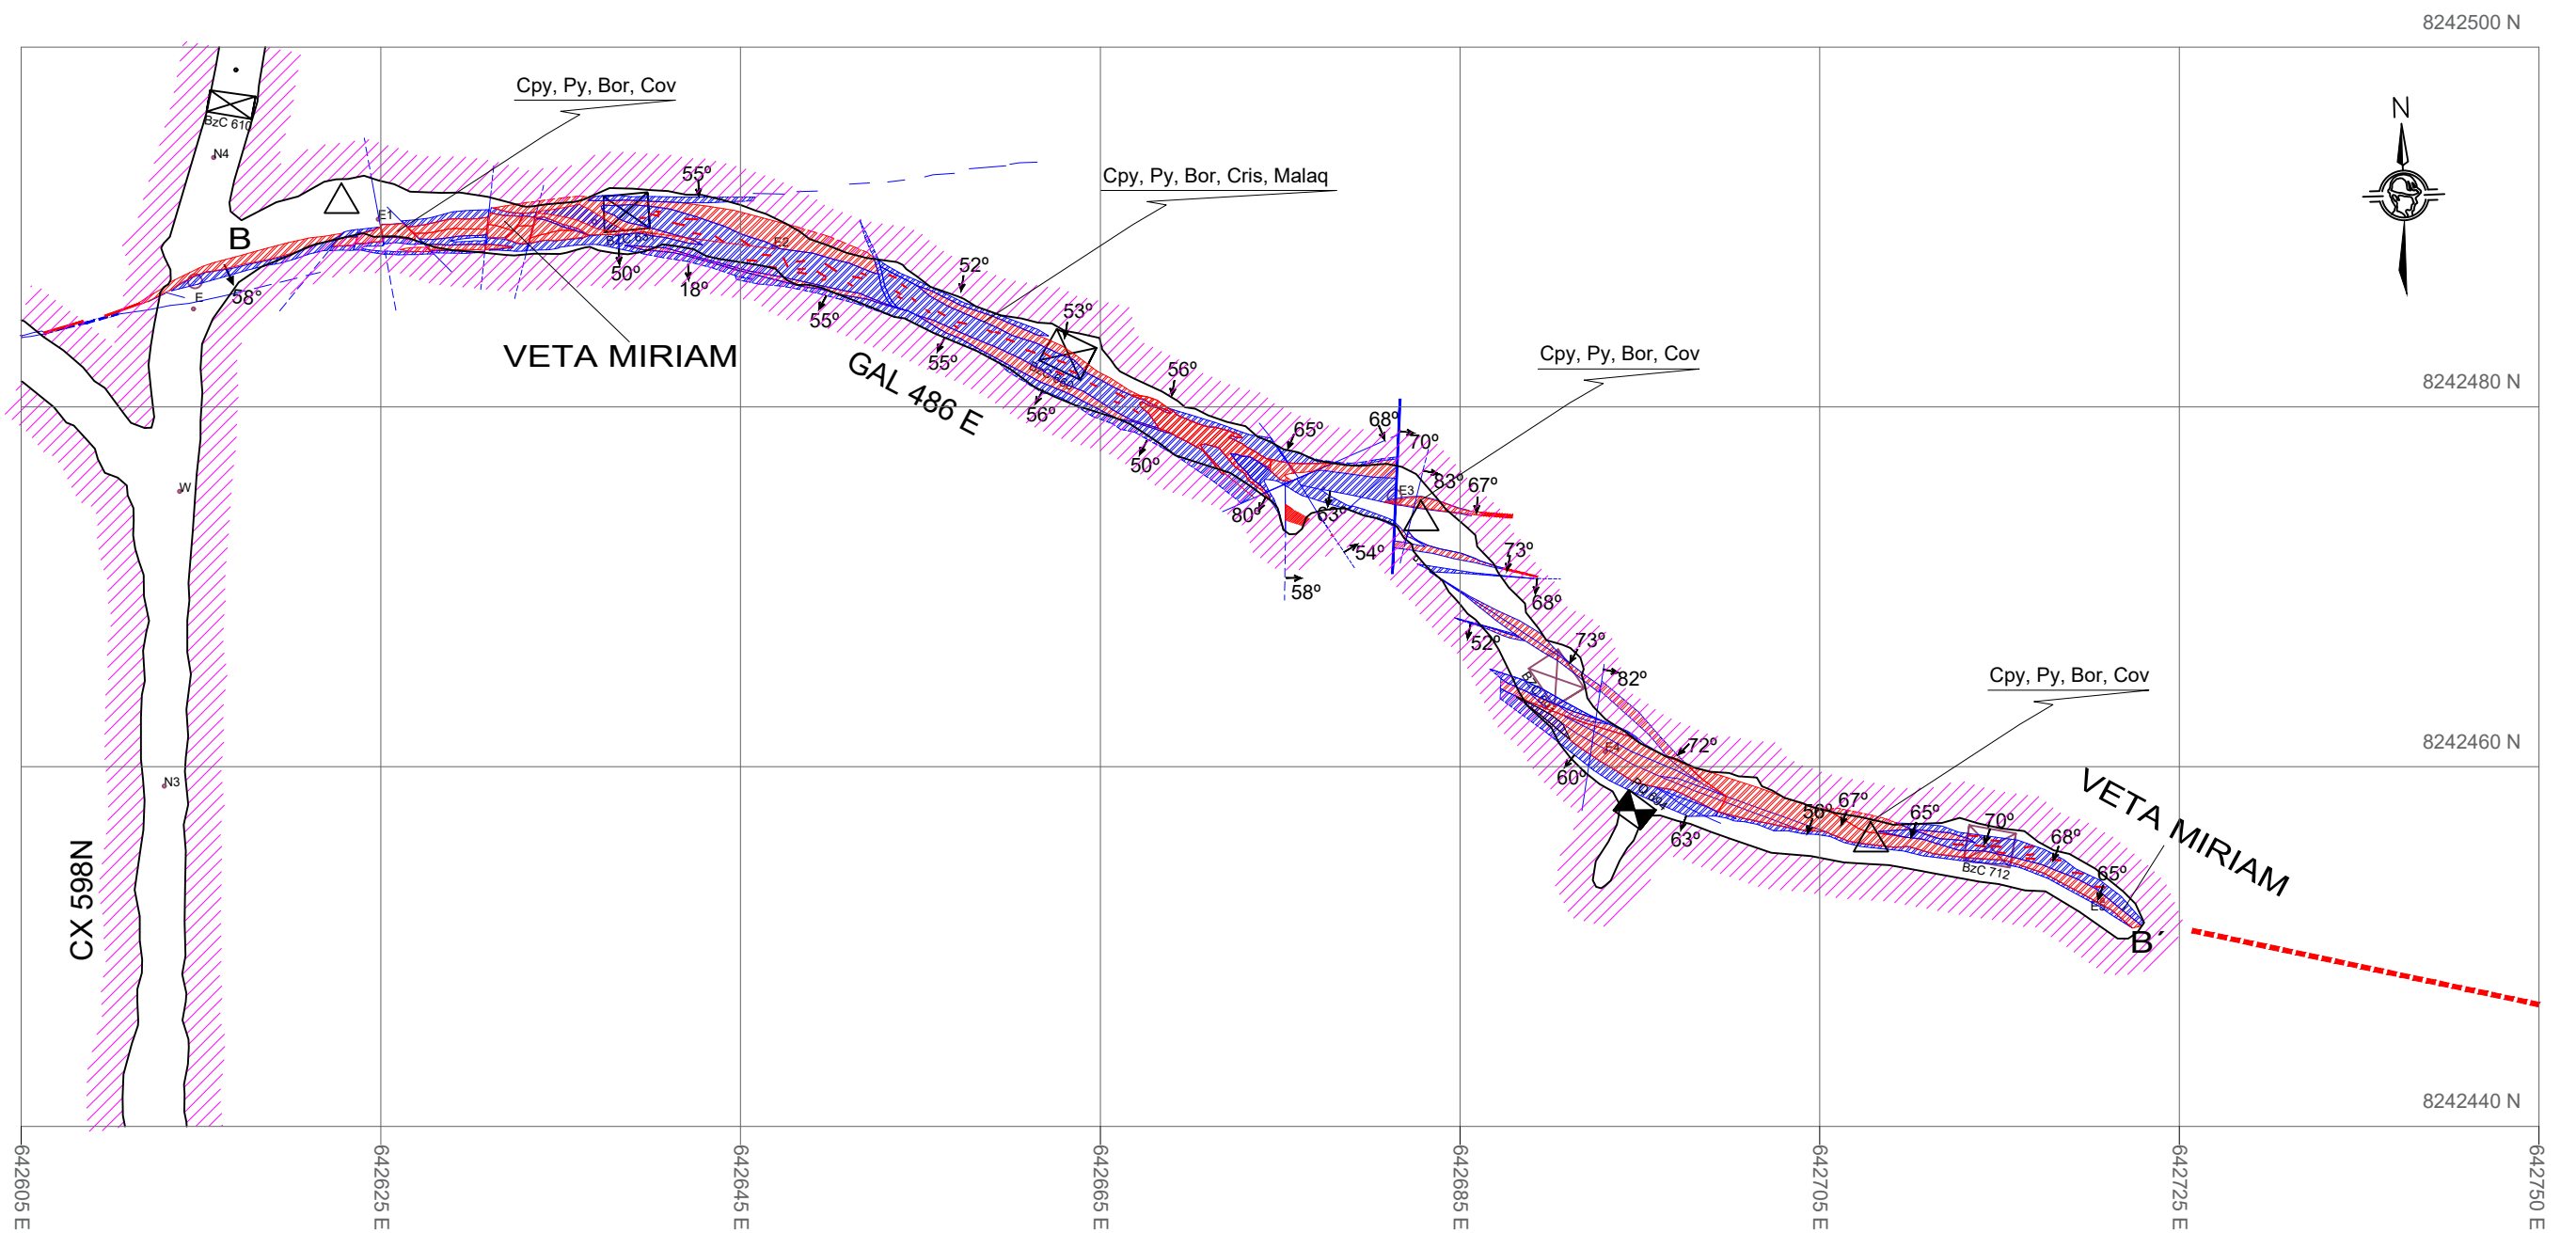 8242500 N
Cpy, Py, Bor, Cov
N
BzC 610
N4
Cpy, Py, Bor, Cris, Malaq
55º
E1
B
E2
50º
18º
52º
E
58º
53º
55º
VETA MIRIAM
55º
GAL 486 E
Cpy, Py, Bor, Cov
56º
8242480 N
56º
68º
65º
70º
50º
83º
67º
E3
W
80º
63º
54º
73º
58º
68º
52º
73º
82º
Cpy, Py, Bor, Cov
E4
72º
8242460 N
60º
N3
VETA MIRIAM
56º
67º
65º
70º
63º
68º
BzC 712
65º
CX 598N
B´
8242440 N
642605 E
642625 E
642645 E
642665 E
642685 E
642705 E
642725 E
642750 E